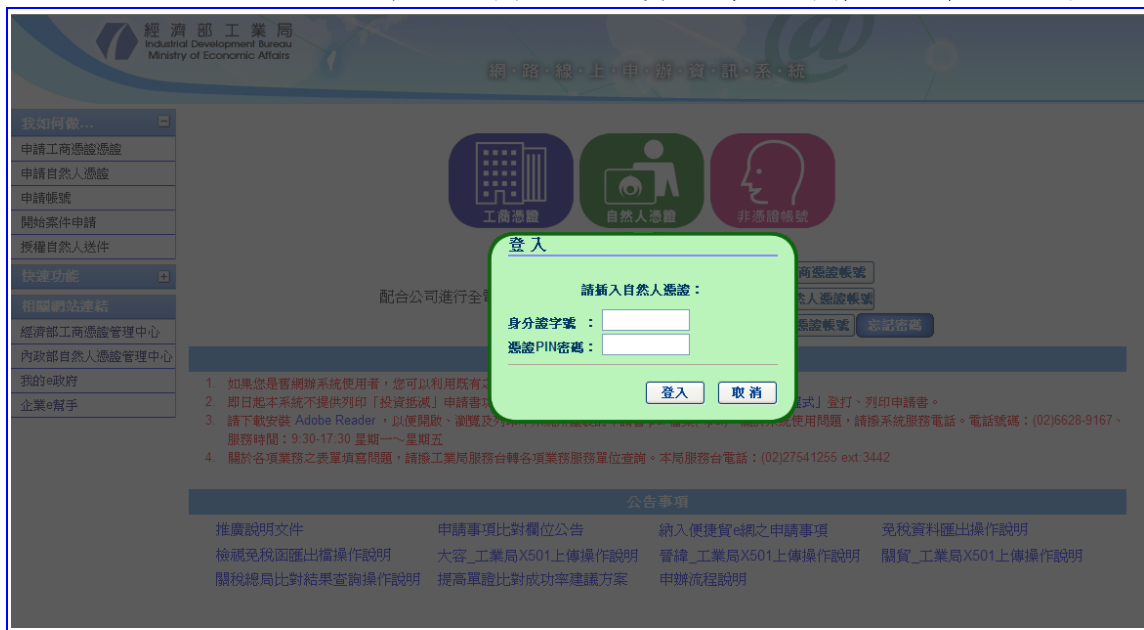 經濟部工業局
Industrial Development Bureau
Ministry of Economic Affairs
網·路·線·上·申·辦·資·訊·系·統
我如何做...
申請工商憑證憑證
申請自然人憑證
申請帳號
開始案件申請
授權自然人送件
快速功能
相關網站連結
經濟部工商憑證管理中心
內政部自然人憑證管理中心
我的e政府
企業e幫手
工商憑證
自然人憑證
非憑證帳號
商憑證帳號
配合公司進行全電
然人憑證帳號
憑證帳號 忘記密碼
登入
請插入自然人憑證：
身分證字號 ：
憑證PIN密碼：
登入 取消
1. 如果您是舊網辦系統使用者，您可以利用既有之
2. 即日起本系統不提供列印「投資抵減」申請書功 程式」登打、列印申請書。
3. 請下載安裝 Adobe Reader，以便開啟、瀏覽及列印 使用問題，請撥系統服務電話。電話號碼：(02)6628-9167、
服務時間：9:30-17:30 星期一～星期五
4. 關於各項業務之表單填寫問題，請撥工業局服務台轉各項業務服務單位查詢。本局服務台電話：(02)27541255 ext:3442
公告事項
推廣說明文件 申請事項比對欄位公告 納入便捷貿e網之申請事項 免稅資料匯出操作說明
檢視免稅函匯出檔操作說明 大容_工業局X501上傳操作說明 晉緯_工業局X501上傳操作說明 關貿_工業局X501上傳操作說明
關稅總局比對結果查詢操作說明 提高單證比對成功率建議方案 申辦流程說明